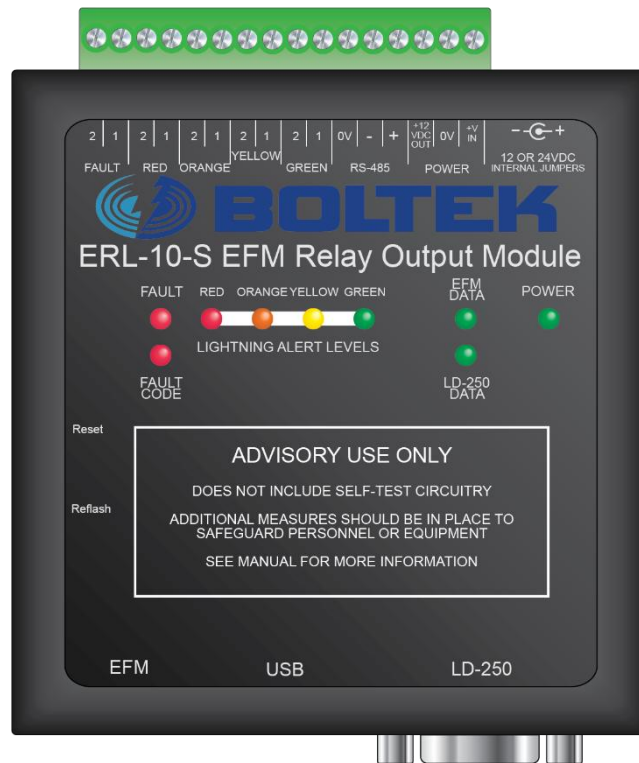 2 1 2 1 2 1 2 1 2 1 0V - + +12 VDC OUT 0V +V IN - +
FAULT RED ORANGE YELLOW GREEN RS-485 POWER 12 OR 24VDC
INTERNAL JUMPERS
BOLTEK
ERL-10-S EFM Relay Output Module
FAULT RED ORANGE YELLOW GREEN EFM DATA POWER
LIGHTNING ALERT LEVELS
FAULT CODE LD-250 DATA
Reset
ADVISORY USE ONLY
DOES NOT INCLUDE SELF-TEST CIRCUITRY
Reflash
ADDITIONAL MEASURES SHOULD BE IN PLACE TO
SAFEGUARD PERSONNEL OR EQUIPMENT
SEE MANUAL FOR MORE INFORMATION
EFM USB LD-250